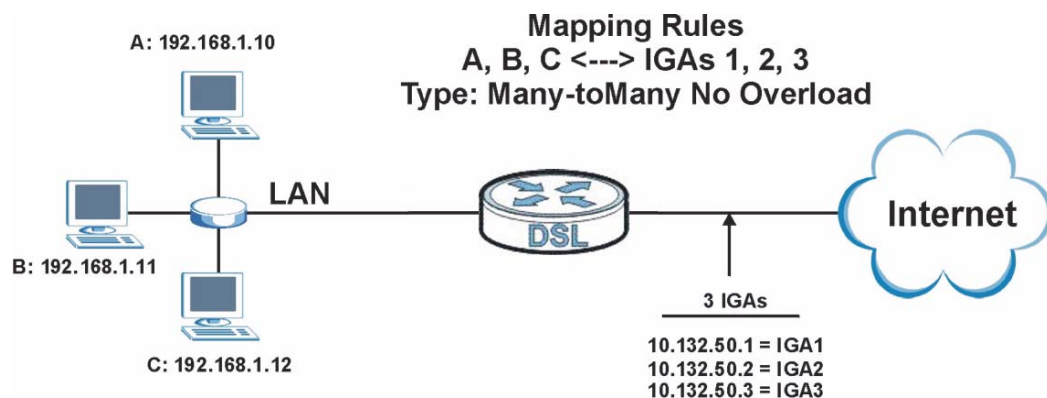 Mapping Rules
A, B, C <---> IGAs 1, 2, 3
Type: Many-toMany No Overload
A: 192.168.1.10
LAN
B: 192.168.1.11
C: 192.168.1.12
DSL
Internet
3 IGAs
10.132.50.1 = IGA1
10.132.50.2 = IGA2
10.132.50.3 = IGA3